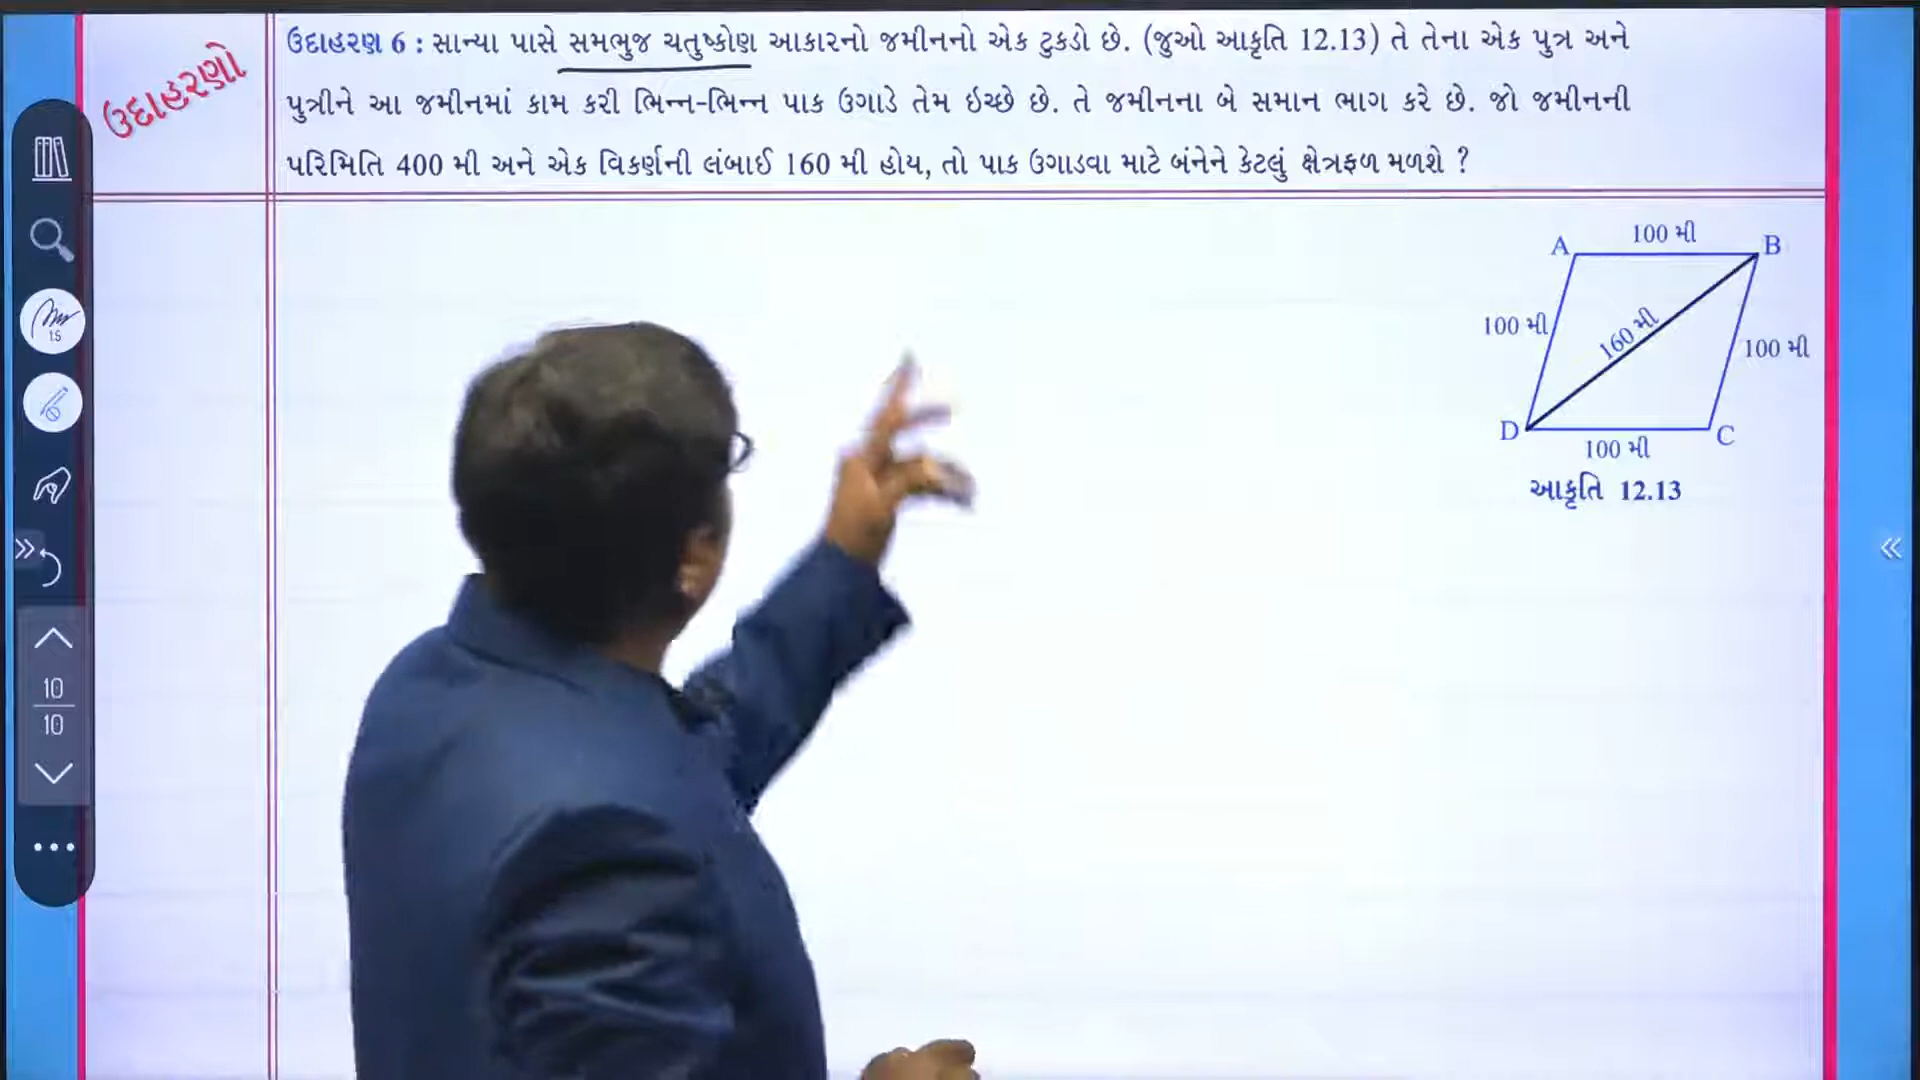 ઉદાહરણો
ઉદાહરણ 6 : સાન્યા પાસે સમભુજ ચતુષ્કોણ આકારનો જમીનનો એક ટુકડો છે. (જુઓ આકૃતિ 12.13) તે તેના એક પુત્ર અને
પુત્રીને આ જમીનમાં કામ કરી ભિન્ન-ભિન્ન પાક ઉગાડે તેમ ઇચ્છે છે. તે જમીનના બે સમાન ભાગ કરે છે. જો જમીનની
પરિમિતિ 400 મી અને એક વિકર્ણની લંબાઈ 160 મી હોય, તો પાક ઉગાડવા માટે બંનેને કેટલું ક્ષેત્રફળ મળશે ?
100 મી
A B
100 મી
160 મી
100 મી
D C
100 મી
આકૃતિ 12.13
1.5
10
10